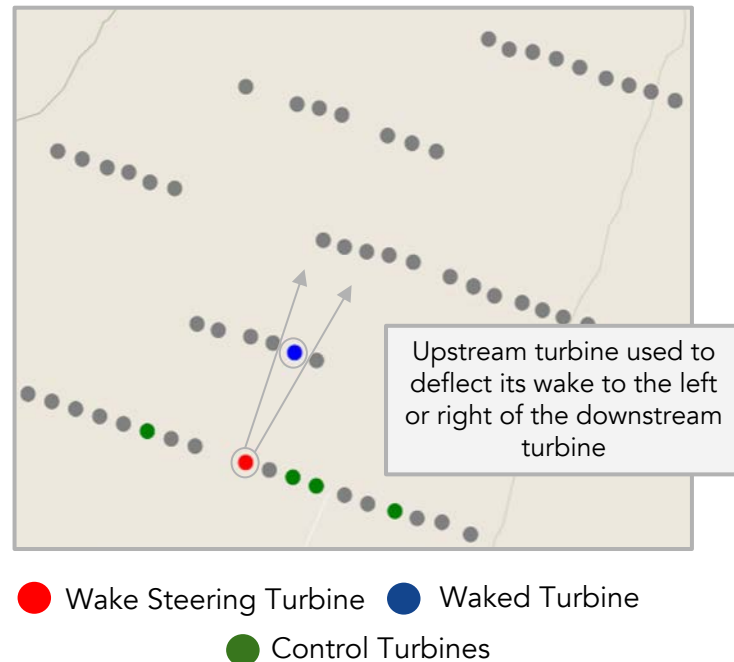 Upstream turbine used to
deflect its wake to the left
or right of the downstream
turbine
Wake Steering Turbine Waked Turbine
Control Turbines